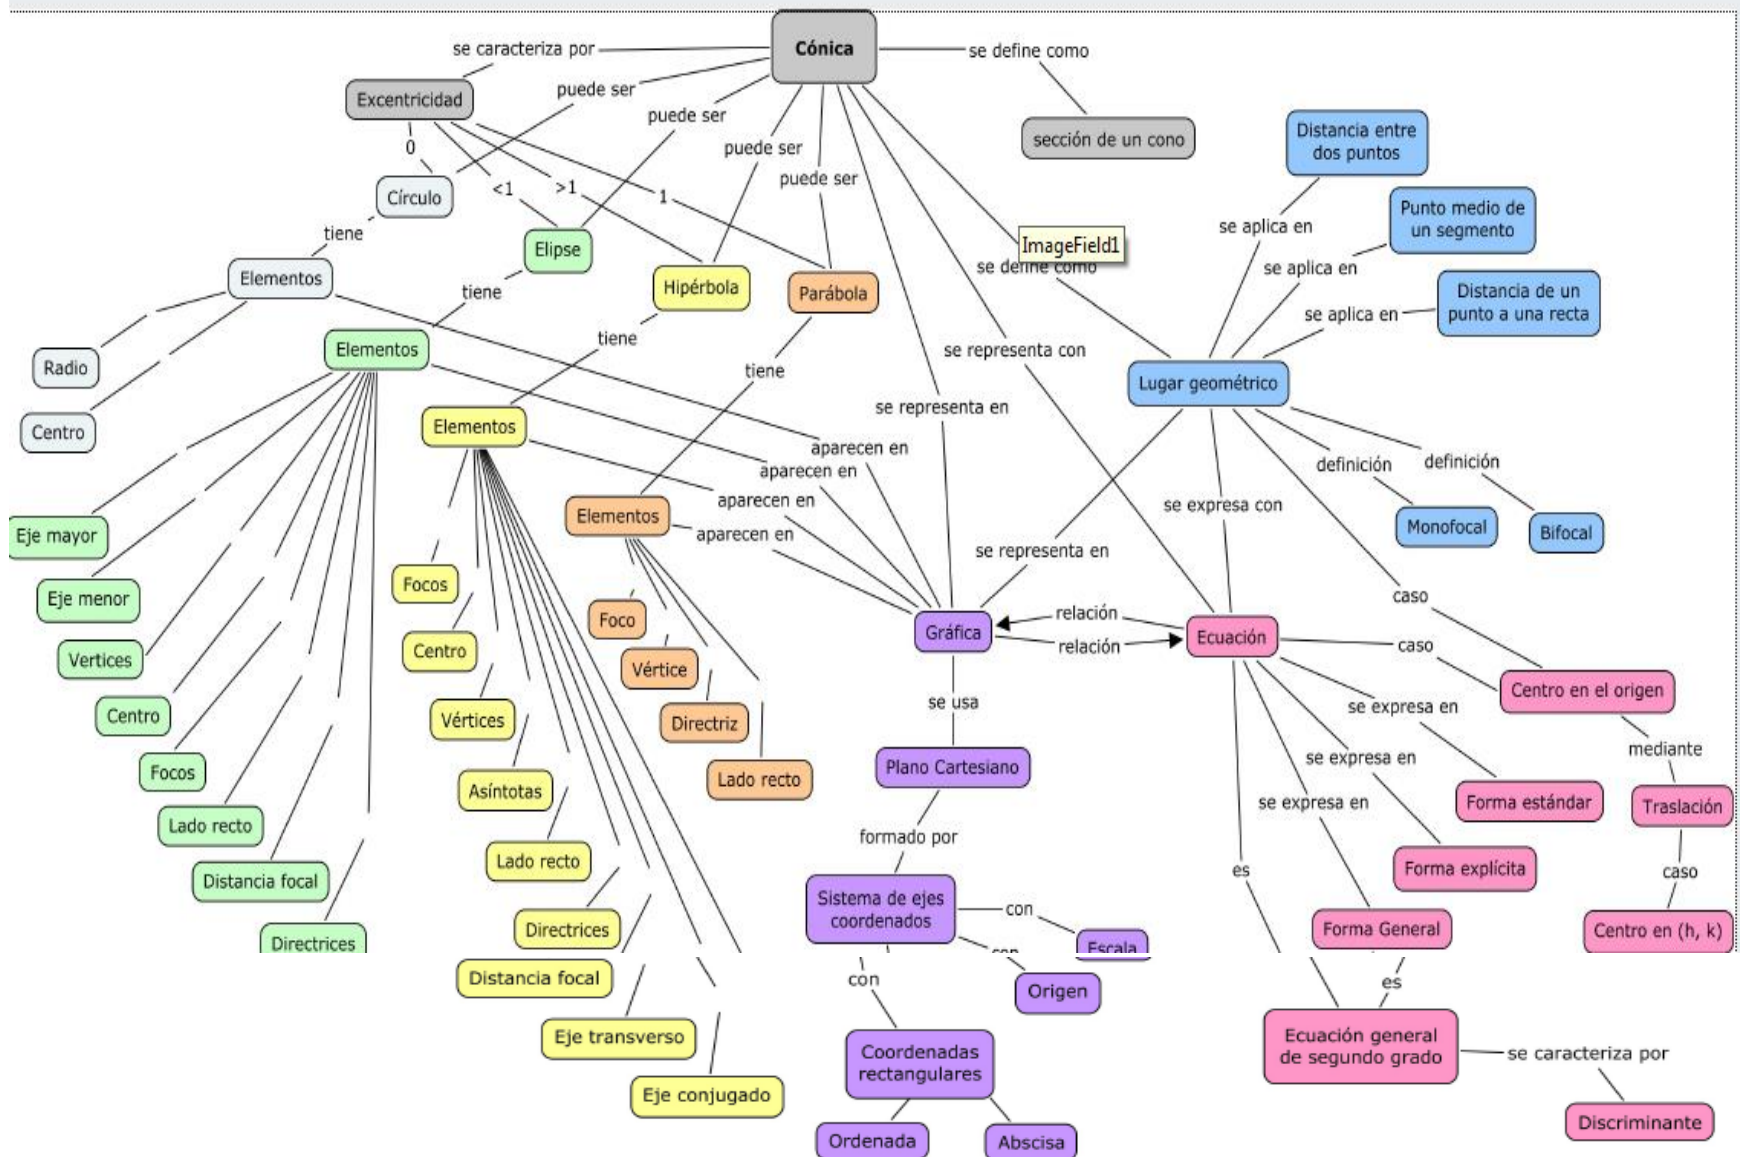 Cónica
se caracteriza por
se define como
Excentricidad
puede ser
puede ser
puede ser
puede ser
sección de un cono
Distancia entre
dos puntos
0
<1
>1
1
Círculo
Elipse
Hipérbola
Parábola
ImageField1
se define como
se aplica en
Punto medio de
un segmento
se aplica en
Distancia de un
punto a una recta
se aplica en
tiene
Elementos
Radio
Centro
tiene
Elementos
tiene
Elementos
tiene
Elementos
se representa con
se representa en
Lugar geométrico
aparecen en
aparecen en
aparecen en
aparecen en
definición
definición
Monofocal
Bifocal
se expresa con
se representa en
caso
Eje mayor
Eje menor
Vertices
Centro
Focos
Lado recto
Distancia focal
Directrices
Focos
Centro
Vértices
Asíntotas
Lado recto
Directrices
Distancia focal
Eje transverso
Eje conjugado
Foco
Vértice
Directriz
Lado recto
Gráfica
relación
relación
Ecuación
caso
Centro en el origen
se usa
Plano Cartesiano
formado por
Sistema de ejes
coordenados
con
Escala
con
Origen
con
Coordenadas
rectangulares
Ordenada
Abscisa
se expresa en
se expresa en
se expresa en
mediante
Forma estándar
Traslación
Forma explícita
caso
Forma General
Centro en (h, k)
es
es
Ecuación general
de segundo grado
se caracteriza por
Discriminante